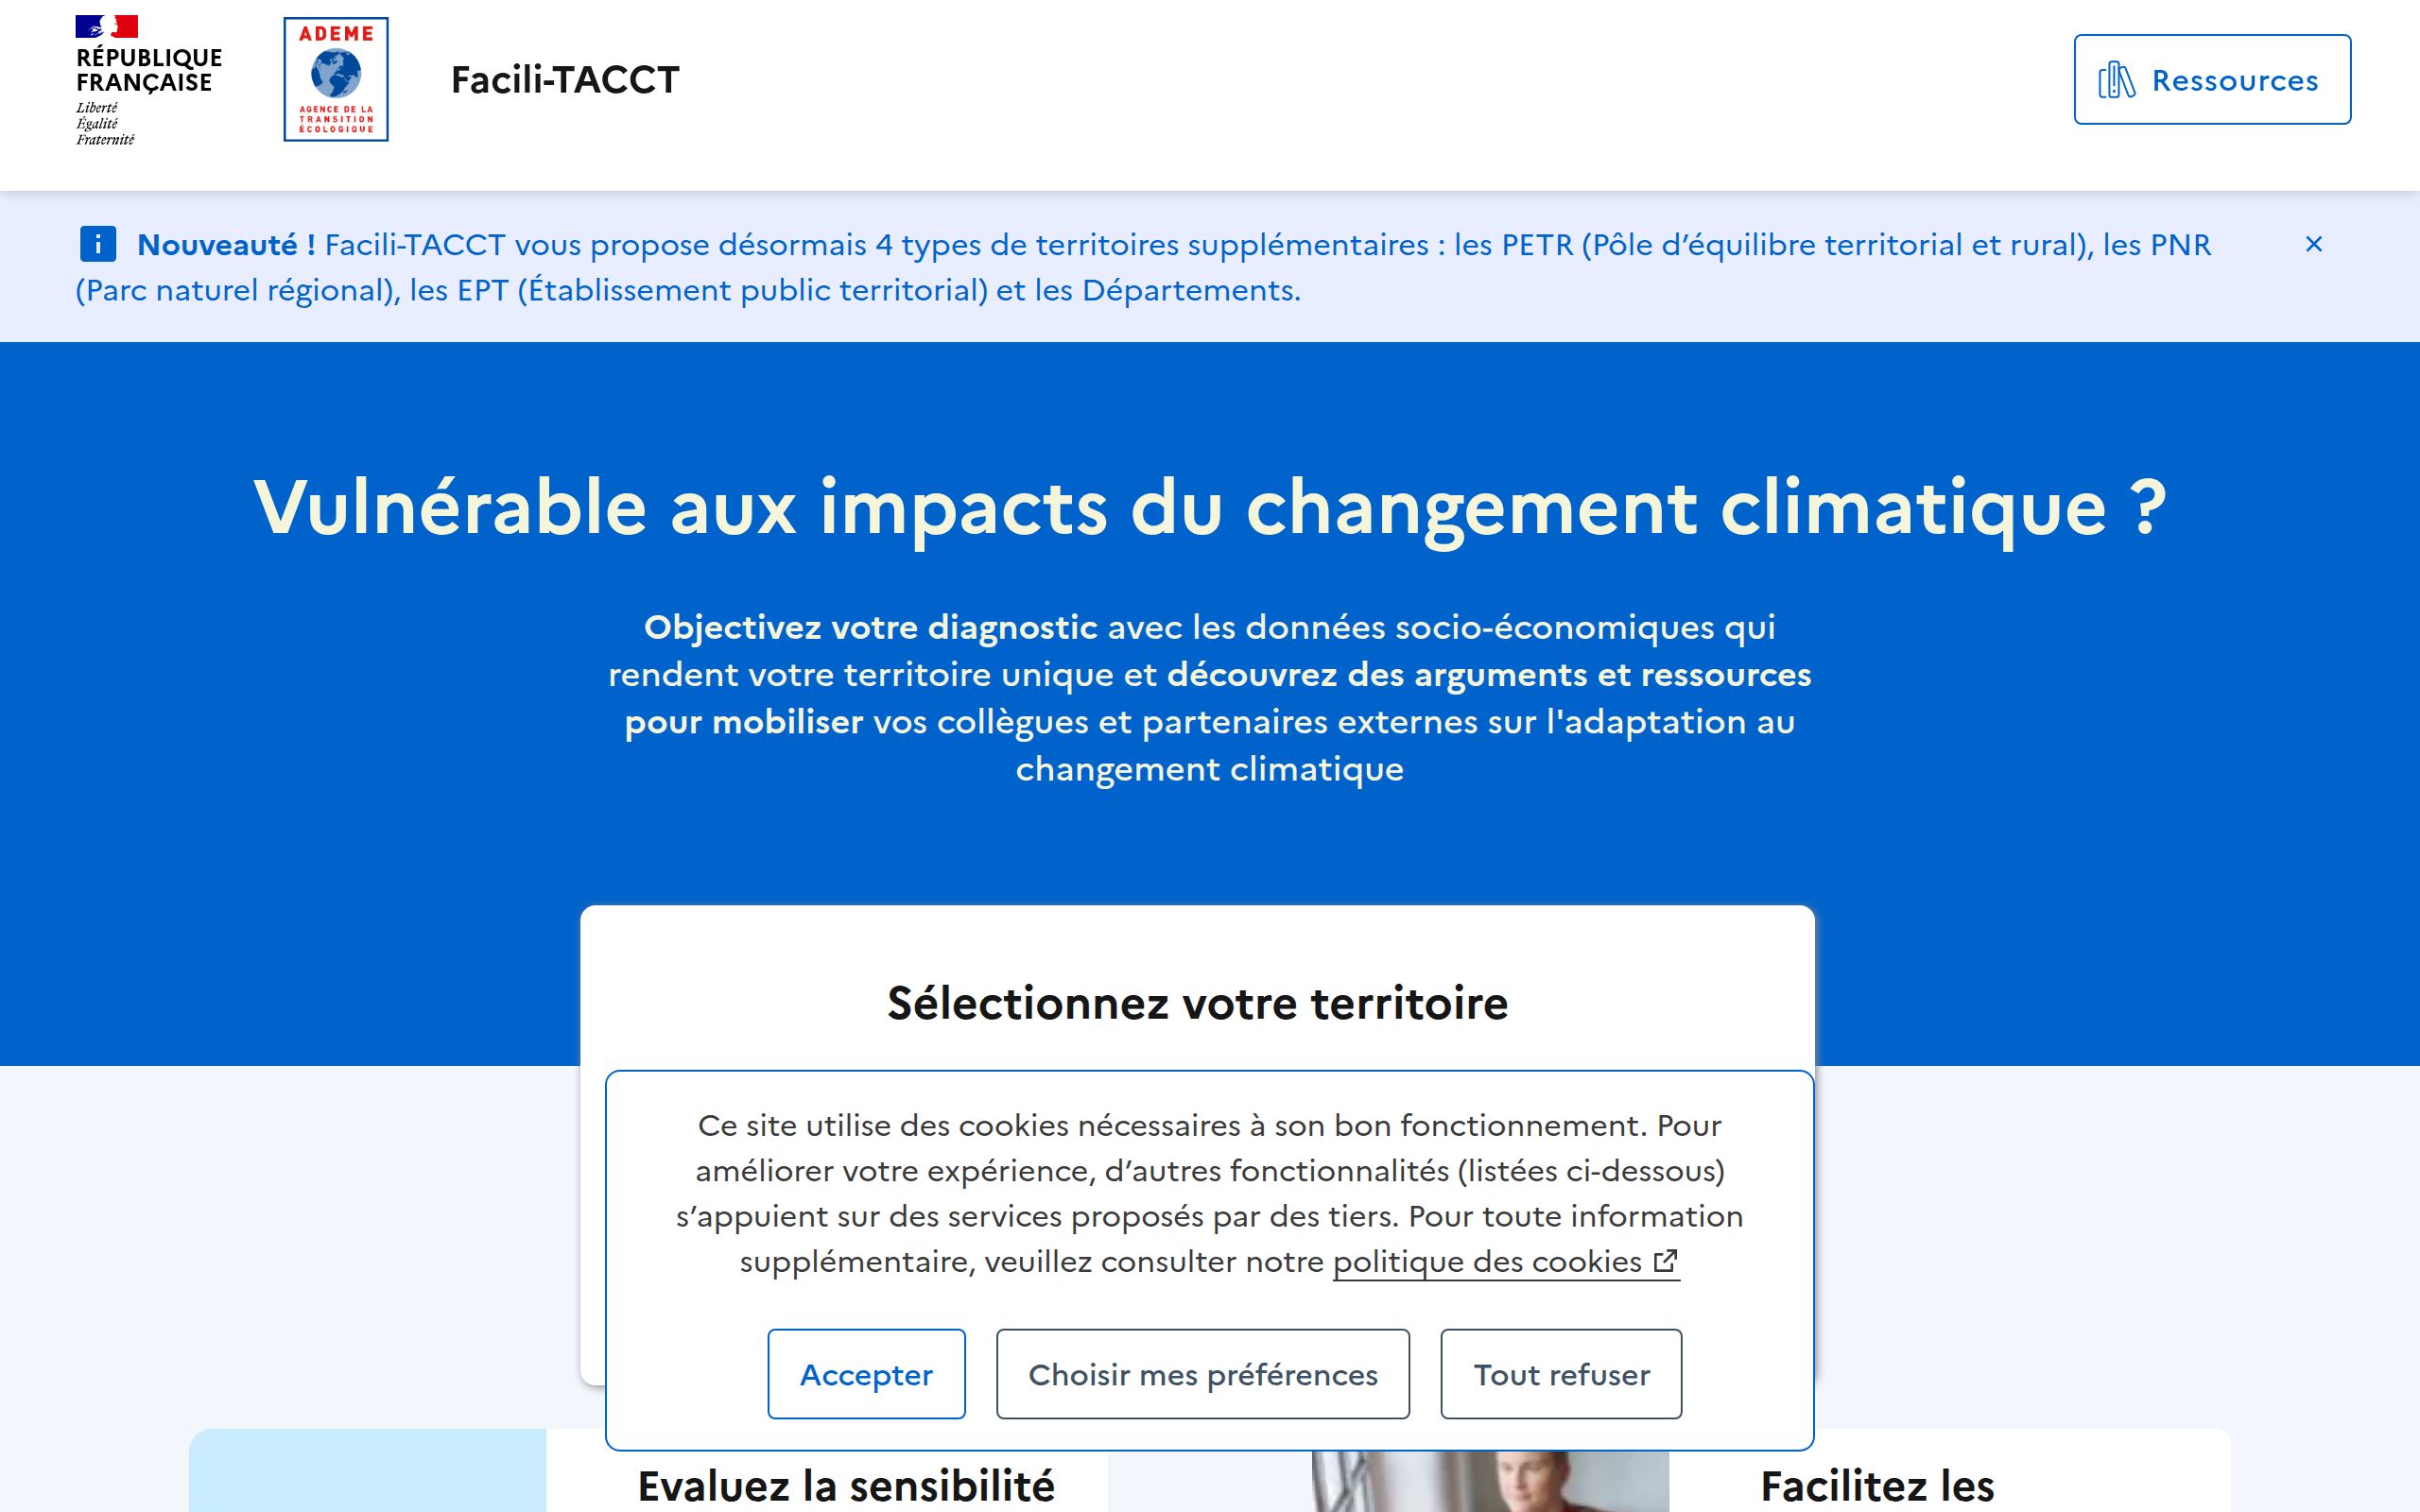 RÉPUBLIQUE
FRANÇAISE
Liberté
Égalité
Fraternité
ADEME
AGENCE DE LA
TRANSITION
ÉCOLOGIQUE
Facili-TACCT
Ressources
Nouveauté ! Facili-TACCT vous propose désormais 4 types de territoires supplémentaires : les PETR (Pôle d’équilibre territorial et rural), les PNR
(Parc naturel régional), les EPT (Établissement public territorial) et les Départements.
Vulnérable aux impacts du changement climatique ?
Objectivez votre diagnostic avec les données socio-économiques qui
rendent votre territoire unique et découvrez des arguments et ressources
pour mobiliser vos collègues et partenaires externes sur l'adaptation au
changement climatique
Sélectionnez votre territoire
Ce site utilise des cookies nécessaires à son bon fonctionnement. Pour
améliorer votre expérience, d’autres fonctionnalités (listées ci-dessous)
s’appuient sur des services proposés par des tiers. Pour toute information
supplémentaire, veuillez consulter notre politique des cookies
Accepter
Choisir mes préférences
Tout refuser
Evaluez la sensibilité
Facilitez les